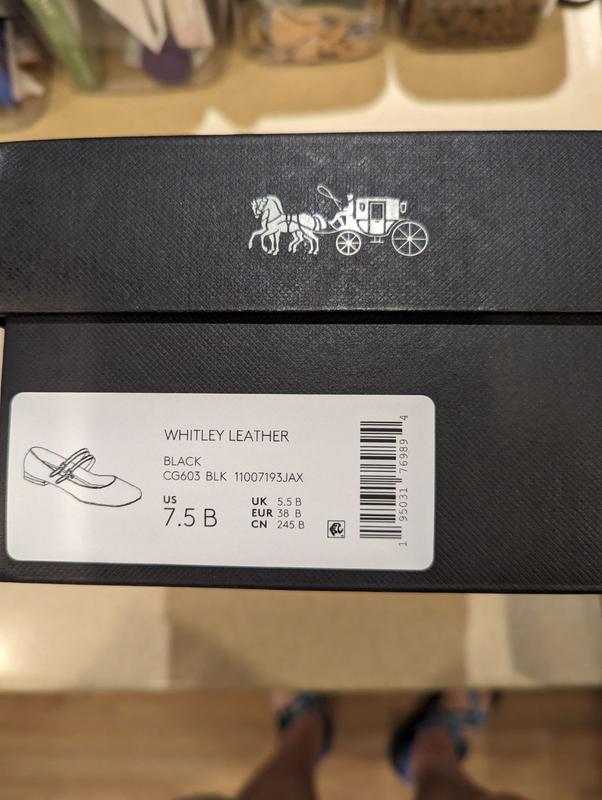 WHITLEY LEATHER
BLACK
CG603 BLK 11007193JAX
US
7.5 B
UK 5.5 B
EUR 38 B
CN 245 B
1 95031 76989 4